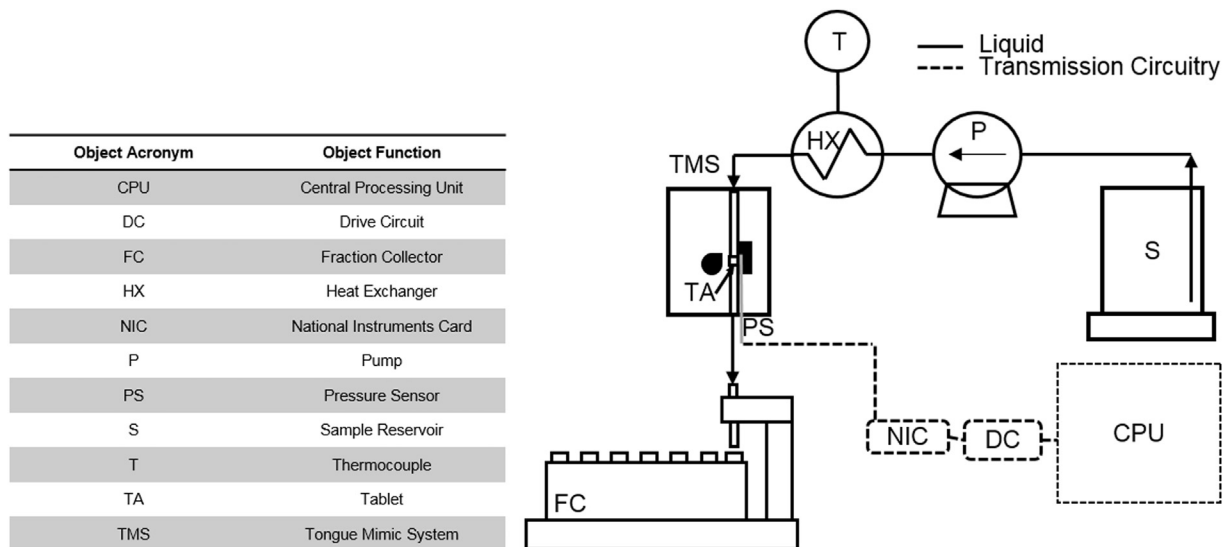 Object Acronym Object Function
CPU Central Processing Unit
DC Drive Circuit
FC Fraction Collector
HX Heat Exchanger
NIC National Instruments Card
P Pump
PS Pressure Sensor
S Sample Reservoir
T Thermocouple
TA Tablet
TMS Tongue Mimic System
T
Liquid
Transmission Circuitry
HX
P
TMS
S
TA
PS
NIC
DC
CPU
FC